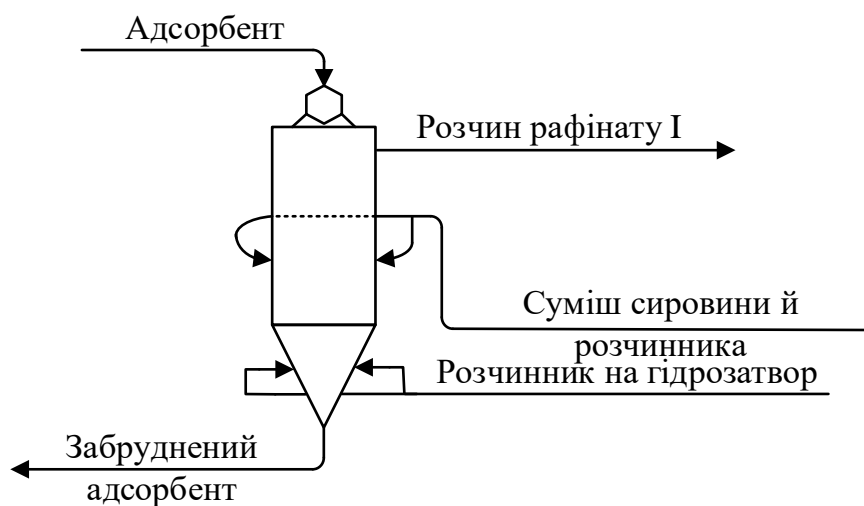 Адсорбент
Розчин рафінату I
Суміш сировини й
розчинника
Розчинник на гідрозатвор
Забруднений
адсорбент